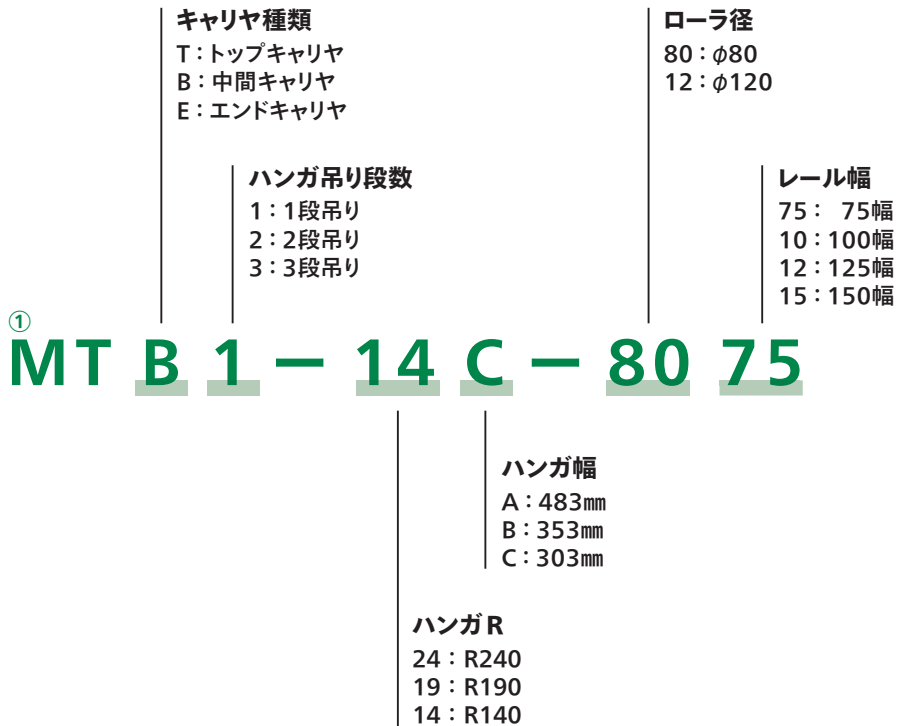 キャリヤ種類
T：トップキャリヤ
B：中間キャリヤ
E：エンドキャリヤ
ローラ径
80：φ80
12：φ120
ハンガ吊り段数
1：1段吊り
2：2段吊り
3：3段吊り
レール幅
75： 75幅
10：100幅
12：125幅
15：150幅
①
MT B 1 － 14 C － 80 75
ハンガ幅
A：483㎜
B：353㎜
C：303㎜
ハンガR
24：R240
19：R190
14：R140